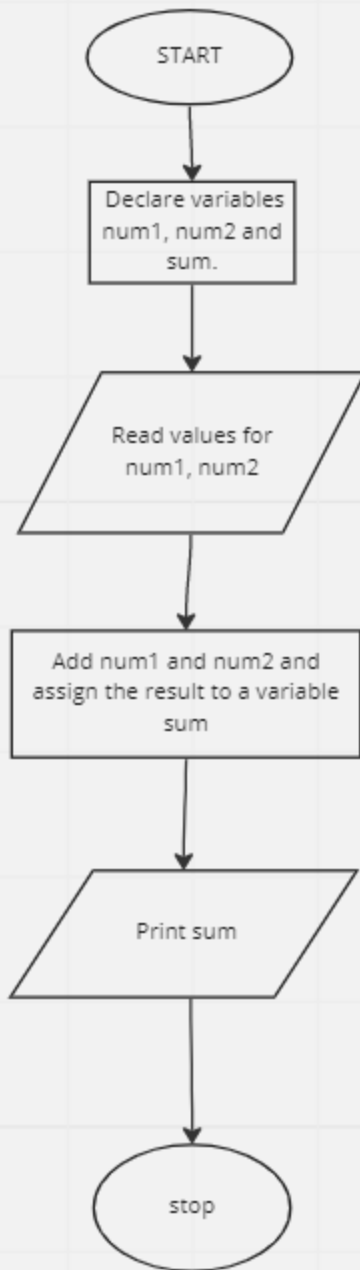 START
Declare variables
num1, num2 and
sum.
Read values for
num1, num2
Add num1 and num2 and
assign the result to a variable
sum
Print sum
stop